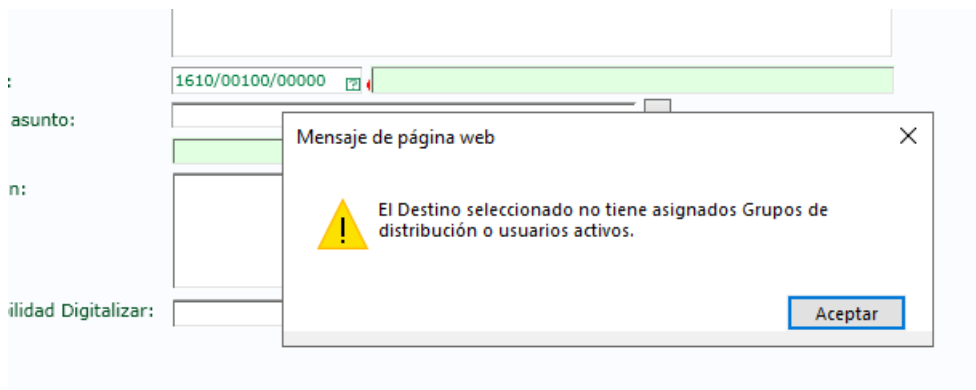 :
1610/00100/00000
asunto:
Mensaje de página web
n:
El Destino seleccionado no tiene asignados Grupos de
distribución o usuarios activos.
ilidad Digitalizar:
Aceptar